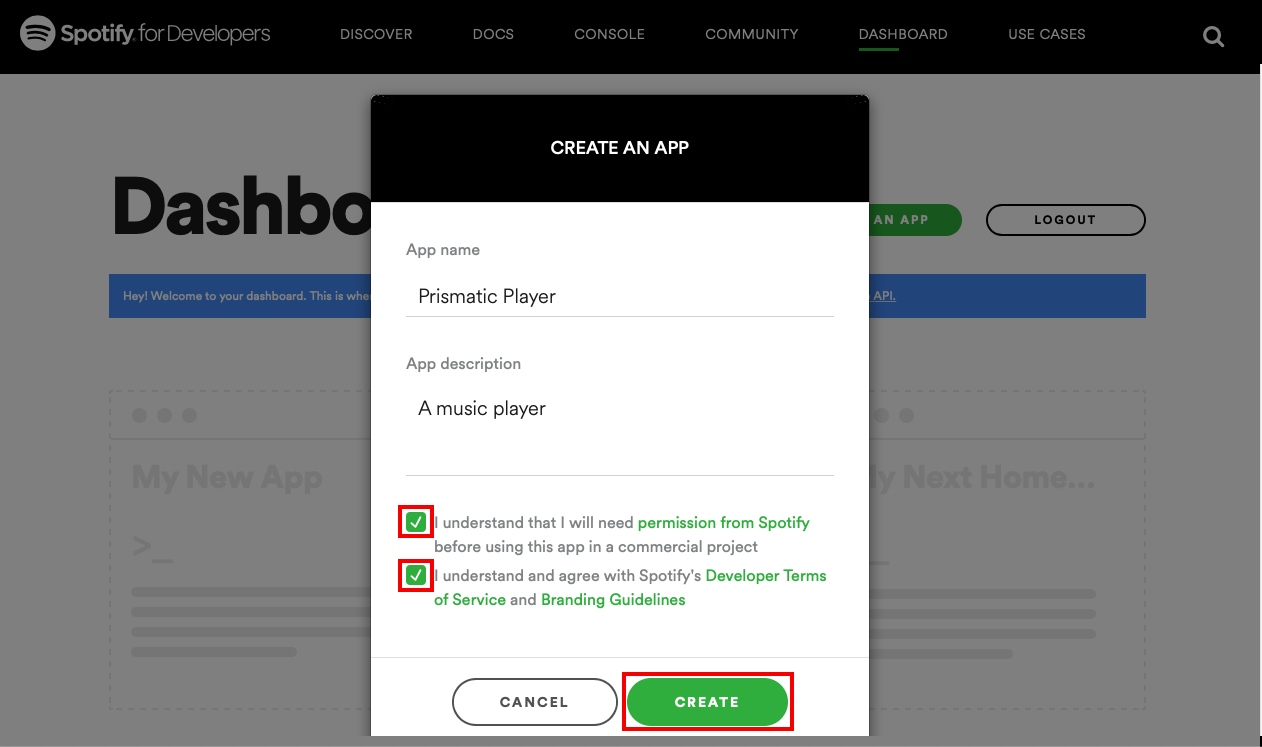 Spotify for Developers
DISCOVER
DOCS
CONSOLE
COMMUNITY
DASHBOARD
USE CASES
CREATE AN APP
Dashbo
AN APP
LOGOUT
App name
Hey! Welcome to your dashboard. This is whe
API.
Prismatic Player
App description
A music player
My New App
My Next Home...
>_
I understand that I will need permission from Spotify
before using this app in a commercial project
I understand and agree with Spotify's Developer Terms
of Service and Branding Guidelines
CANCEL
CREATE